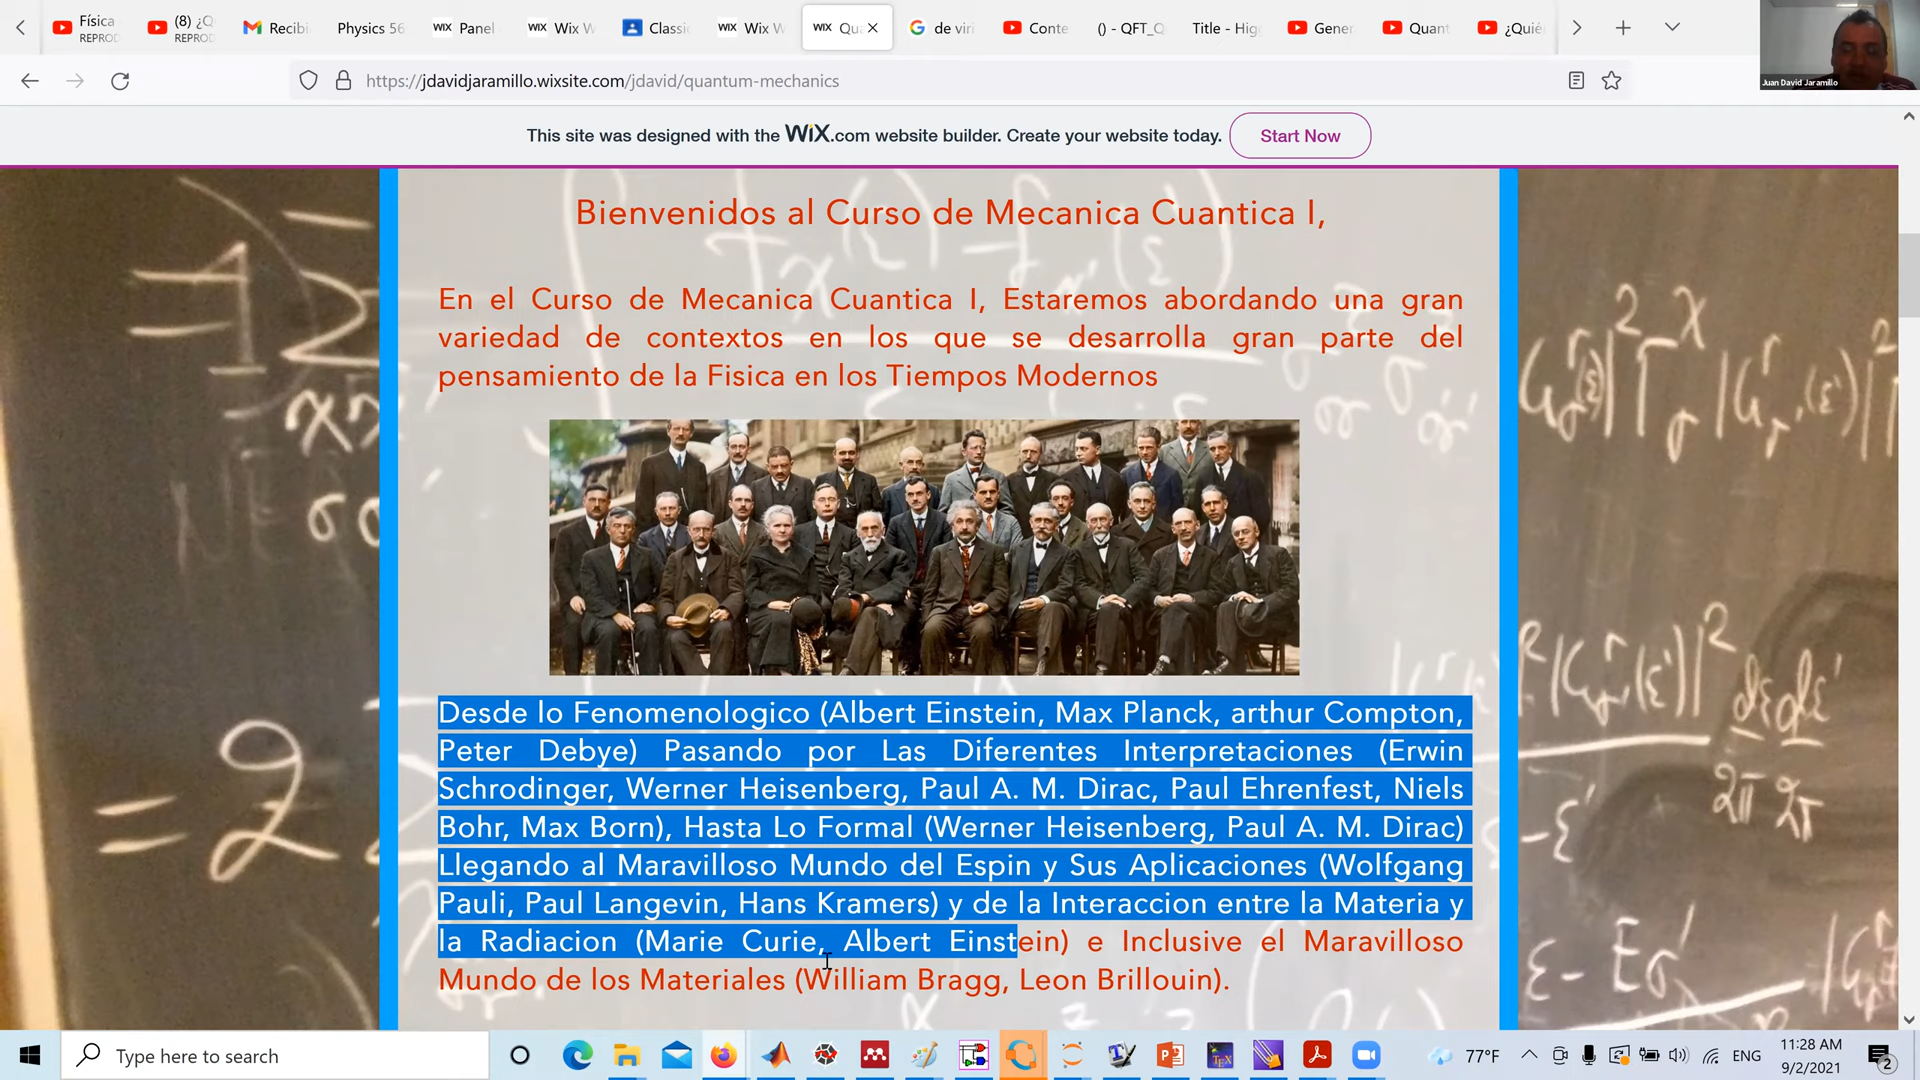 Física
REPROD
(8) ¿Q
REPROD
Recibi
Physics 56
WIX Panel
WIX Wix W
Classi
WIX Wix W
WIX Qua
de viri
Conte
() - QFT_Q
Title - Hig
Gener
Quant
¿Quié
https://jdavidjaramillo.wixsite.com/jdavid/quantum-mechanics
Juan David Jaramillo
This site was designed with the WiX.com website builder. Create your website today.
Start Now
Bienvenidos al Curso de Mecanica Cuantica I,
En el Curso de Mecanica Cuantica I, Estaremos abordando una gran
variedad de contextos en los que se desarrolla gran parte del
pensamiento de la Fisica en los Tiempos Modernos
Desde lo Fenomenologico (Albert Einstein, Max Planck, arthur Compton,
Peter Debye) Pasando por Las Diferentes Interpretaciones (Erwin
Schrodinger, Werner Heisenberg, Paul A. M. Dirac, Paul Ehrenfest, Niels
Bohr, Max Born), Hasta Lo Formal (Werner Heisenberg, Paul A. M. Dirac)
Llegando al Maravilloso Mundo del Espin y Sus Aplicaciones (Wolfgang
Pauli, Paul Langevin, Hans Kramers) y de la Interaccion entre la Materia y
la Radiacion (Marie Curie, Albert Einstein) e Inclusive el Maravilloso
Mundo de los Materiales (William Bragg, Leon Brillouin).
Type here to search
77°F
ENG
11:28 AM
9/2/2021
2